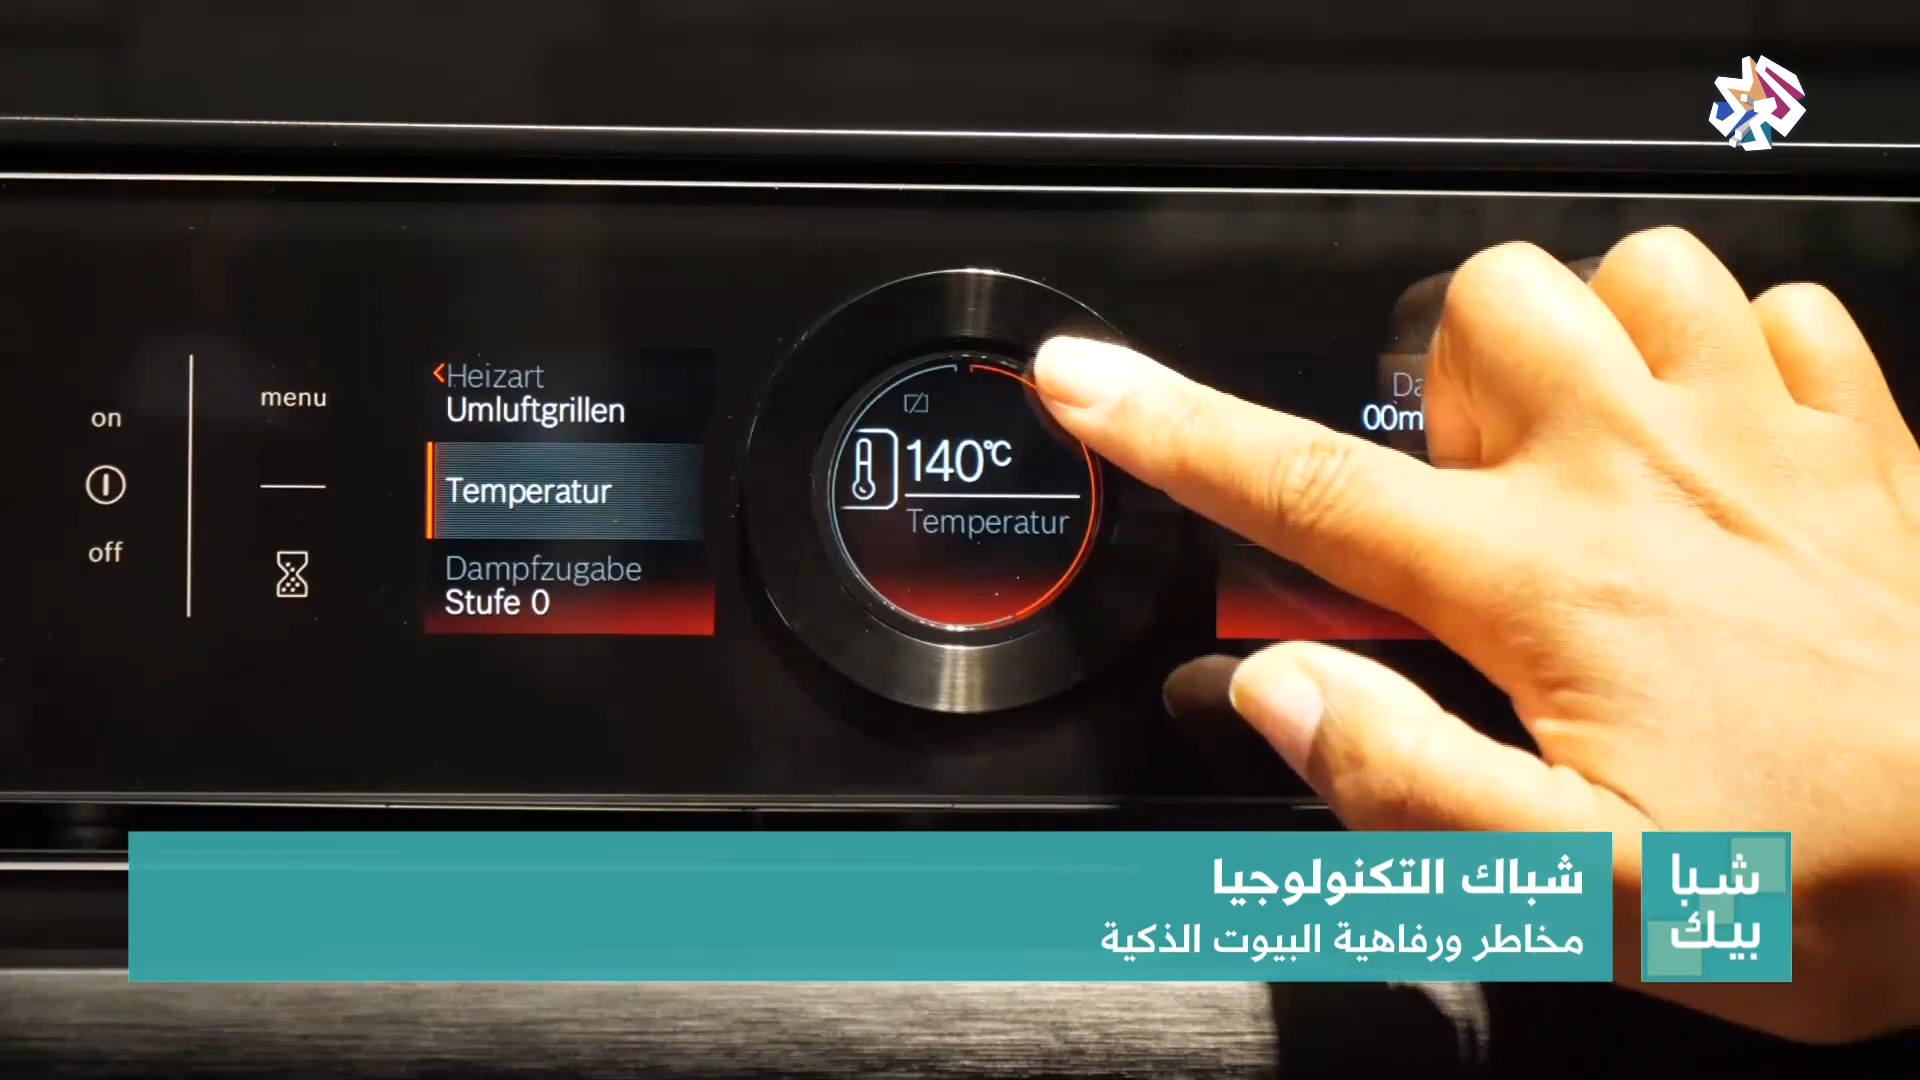 on
off
menu
Heizart
Umluftgrillen
Temperatur
Dampfzugabe
Stufe 0
140°C
Temperatur
شباك التكنولوجيا
مخاطر ورفاهية البيوت الذكية
شبا
بيك